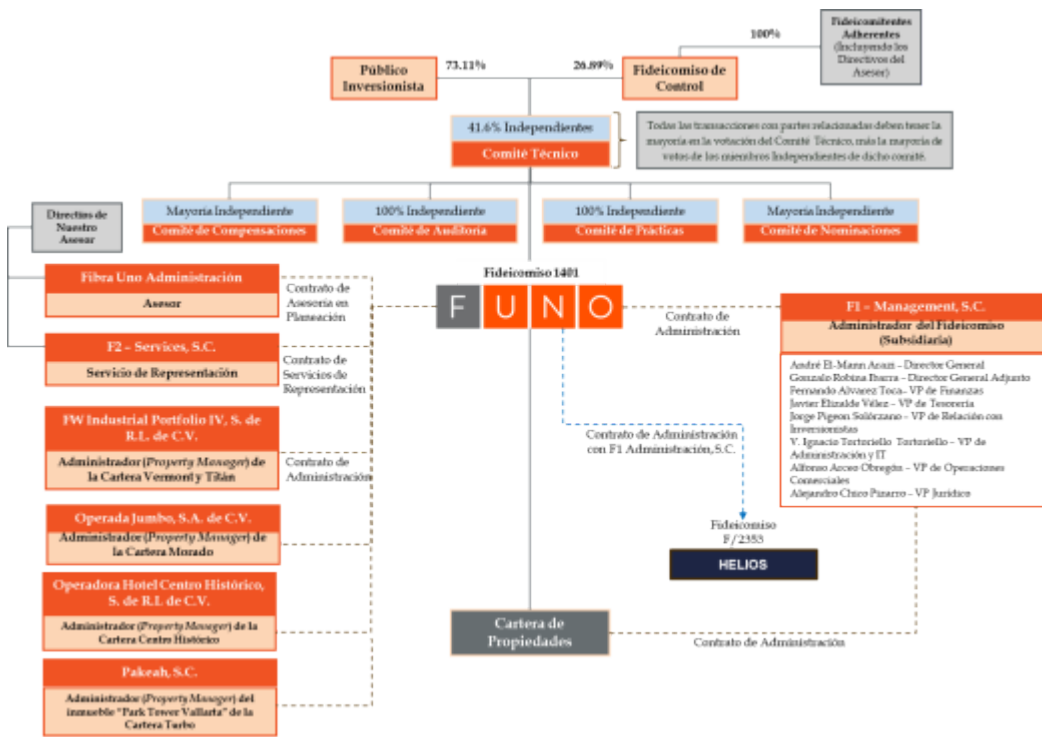 Fideicomitentes
Adherentes
(Incluyendo los
Directivos del
Asesor)
100%
Público
Inversionista
73.11%
26.89%
Fideicomiso de
Control
41.6% Independientes
Comité Técnico
Todas las transacciones con partes relacionadas deben tener la
mayoría en la votación del Comité Técnico, más la mayoría de
votos de los miembros Independientes de dicho comité.
Mayoría Independiente
Comité de Compensaciones
100% Independiente
Comité de Auditoría
100% Independiente
Comité de Prácticas
Mayoría Independiente
Comité de Nominaciones
Directivos de
Nuestro
Asesor
Fibra Uno Administración
Asesor
Contrato de
Asesoría en
Planeación
F2 – Services, S.C.
Servicio de Representación
Contrato de
Servicios de
Representación
FW Industrial Portfolio IV, S. de
R.L. de C.V.
Administrador (Property Manager) de
la Cartera Vermont y Titán
Contrato de
Administración
Operada Jumbo, S.A. de C.V.
Administrador (Property Manager) de
la Cartera Morado
Operadora Hotel Centro Histórico,
S. de R.L de C.V.
Administrador (Property Manager) de la
Cartera Centro Histórico
Pakeah, S.C.
Administrador (Property Manager) del
inmueble "Park Tower Vallarta" de la
Cartera Turbo
Fideicomiso 1401
FUNO
Contrato de
Administración
F1 – Management, S.C.
Administrador del Fideicomiso
(Subsidiaria)
André El-Mann Arazi – Director General
Gonzalo Robina Ibarra – Director General Adjunto
Fernando Alvarez Toca– VP de Finanzas
Javier Elizalde Vélez – VP de Tesorería
Jorge Pigeon Solórzano – VP de Relación con
Inversionistas
V. Ignacio Tortoriello Tortoriello – VP de
Administración y IT
Alfonso Arceo Obregón – VP de Operaciones
Comerciales
Alejandro Chico Pizarro – VP Jurídico
Contrato de Administración
con F1 Administración, S.C.
Fideicomiso
F/2353
HELIOS
Cartera de
Propiedades
Contrato de Administración